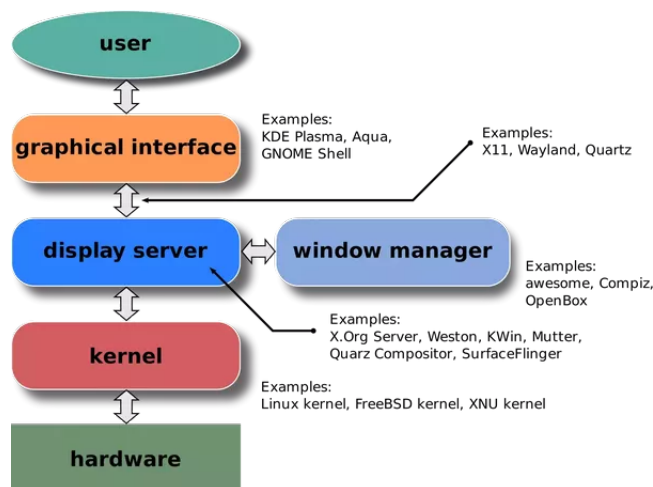 user
graphical interface
Examples:
KDE Plasma, Aqua,
GNOME Shell
Examples:
X11, Wayland, Quartz
display server
window manager
Examples:
awesome, Compiz,
OpenBox
Examples:
X.Org Server, Weston, KWin, Mutter,
Quarz Compositor, SurfaceFlinger
kernel
Examples:
Linux kernel, FreeBSD kernel, XNU kernel
hardware